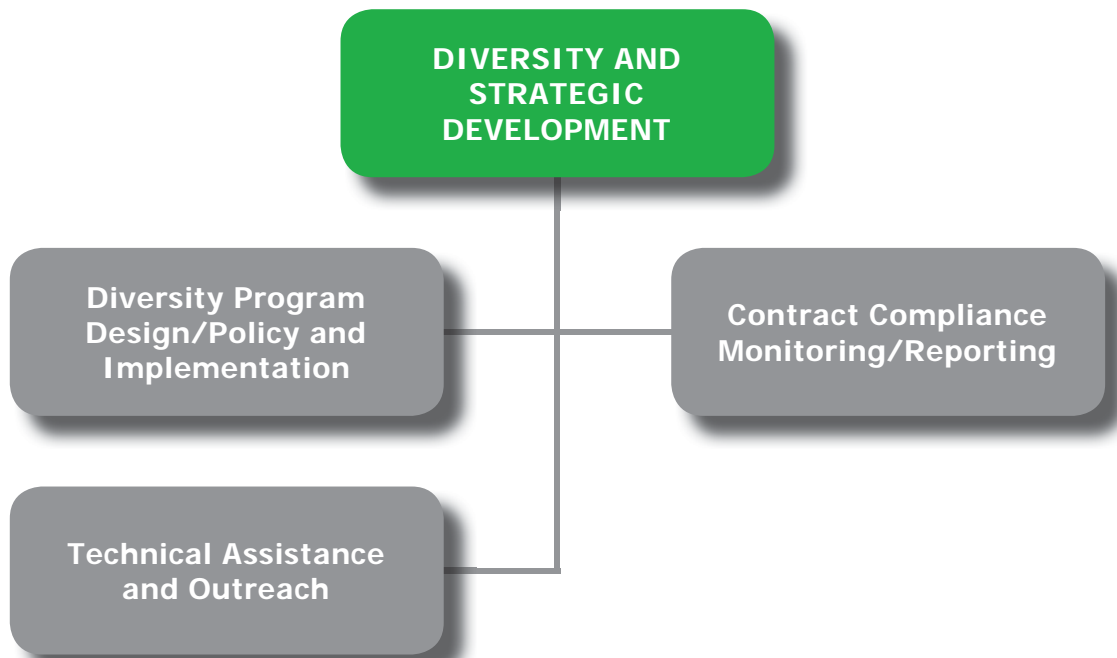 DIVERSITY AND
STRATEGIC
DEVELOPMENT
Diversity Program
Design/Policy and
Implementation
Contract Compliance
Monitoring/Reporting
Technical Assistance
and Outreach